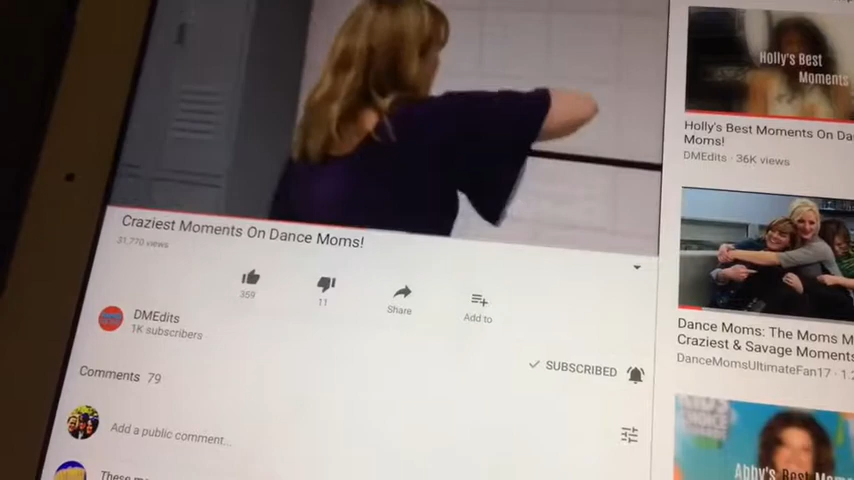 Craziest Moments On Dance Moms!
31,770 views
359
11
Share
Add to
DMEdits
1K subscribers
SUBSCRIBED
Comments 79
Add a public comment...
These
Holly's Best
Moments
Holly's Best Moments On
Moms!
DMEdits · 36K views
Dance Moms: The Moms
Craziest & Savage Moments
DanceMomsUltimateFan17
Abby's Best